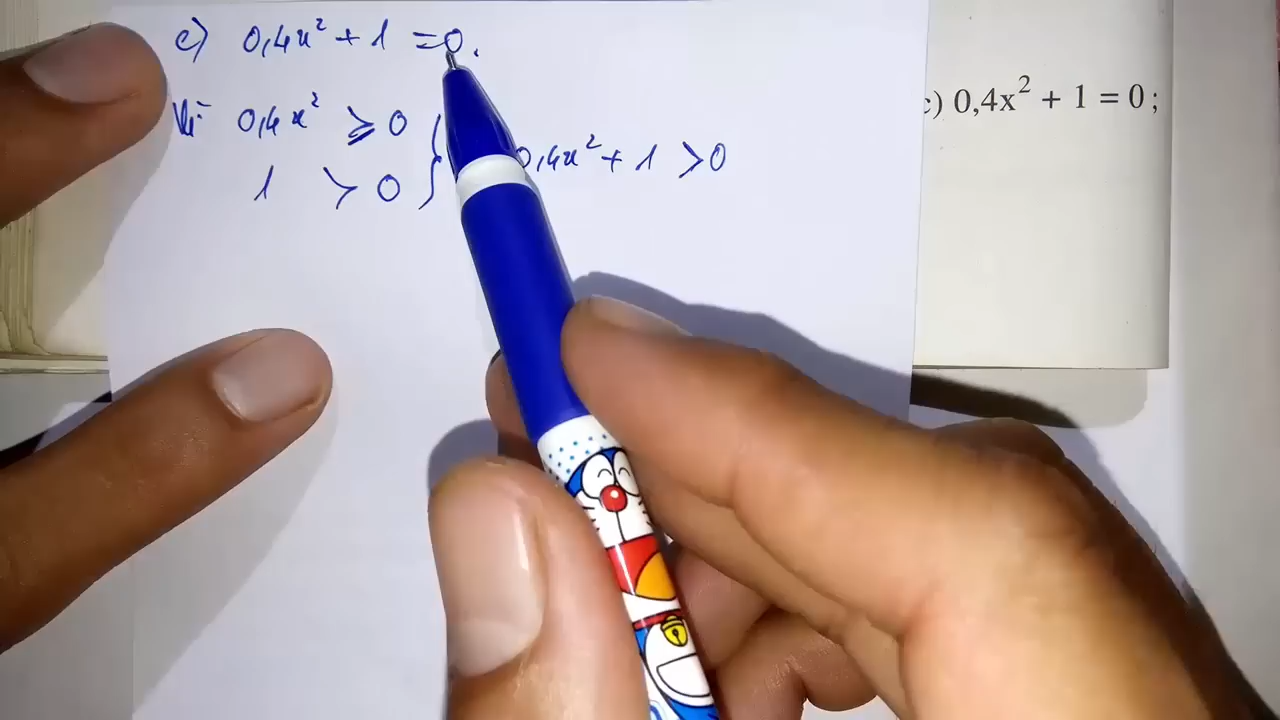 c) 0,4x² + 1 = 0.
Vì 0,4x² ⩾ 0
1 > 0
0,4x² + 1 > 0
c) 0,4x² + 1 = 0;